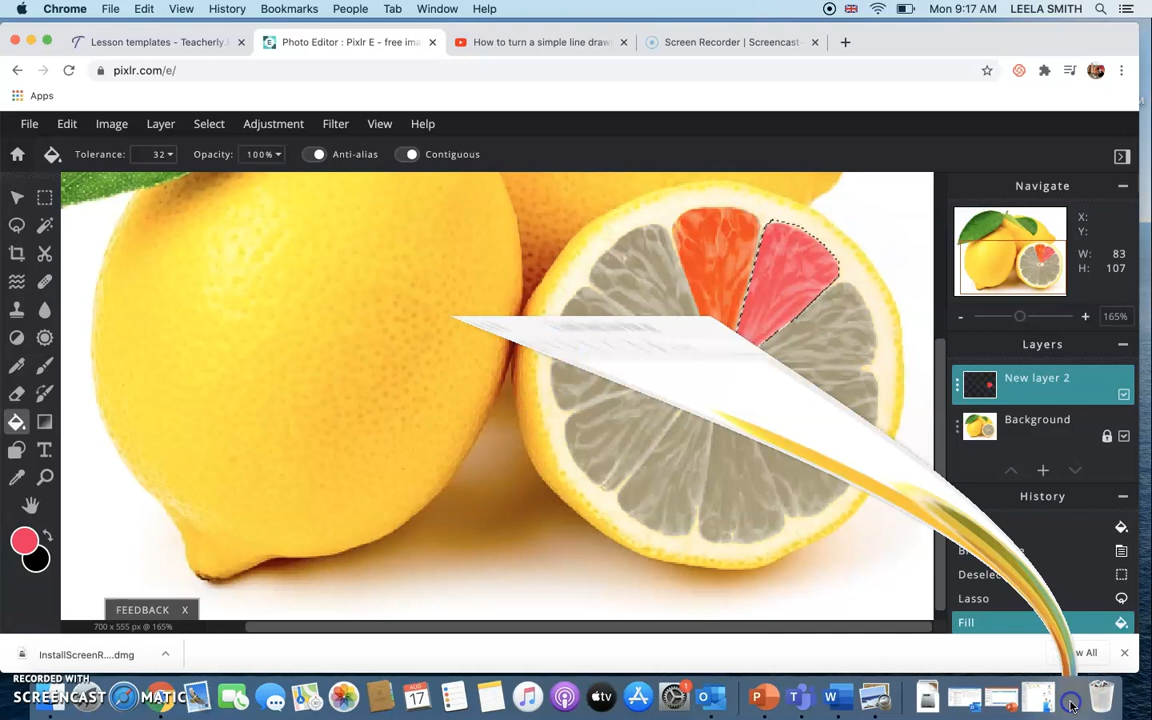 Chrome File Edit View History Bookmarks People Tab Window Help Mon 9:17 AM LEELA SMITH
Lesson templates - Teacherly. Photo Editor : Pixlr E - free ima How to turn a simple line draw Screen Recorder | Screencast-
pixlr.com/e/
Apps
File Edit Image Layer Select Adjustment Filter View Help
Tolerance: 32 Opacity: 100% Anti-alias Contiguous
Navigate
X:
Y:
W: 83
H: 107
165%
Layers
New layer 2
Background
History
Deselec
Lasso
Fill
FEEDBACK X
700 x 555 px @ 165%
InstallScreenR....dmg
All
RECORDED WITH
SCREENCAST MATIC
17